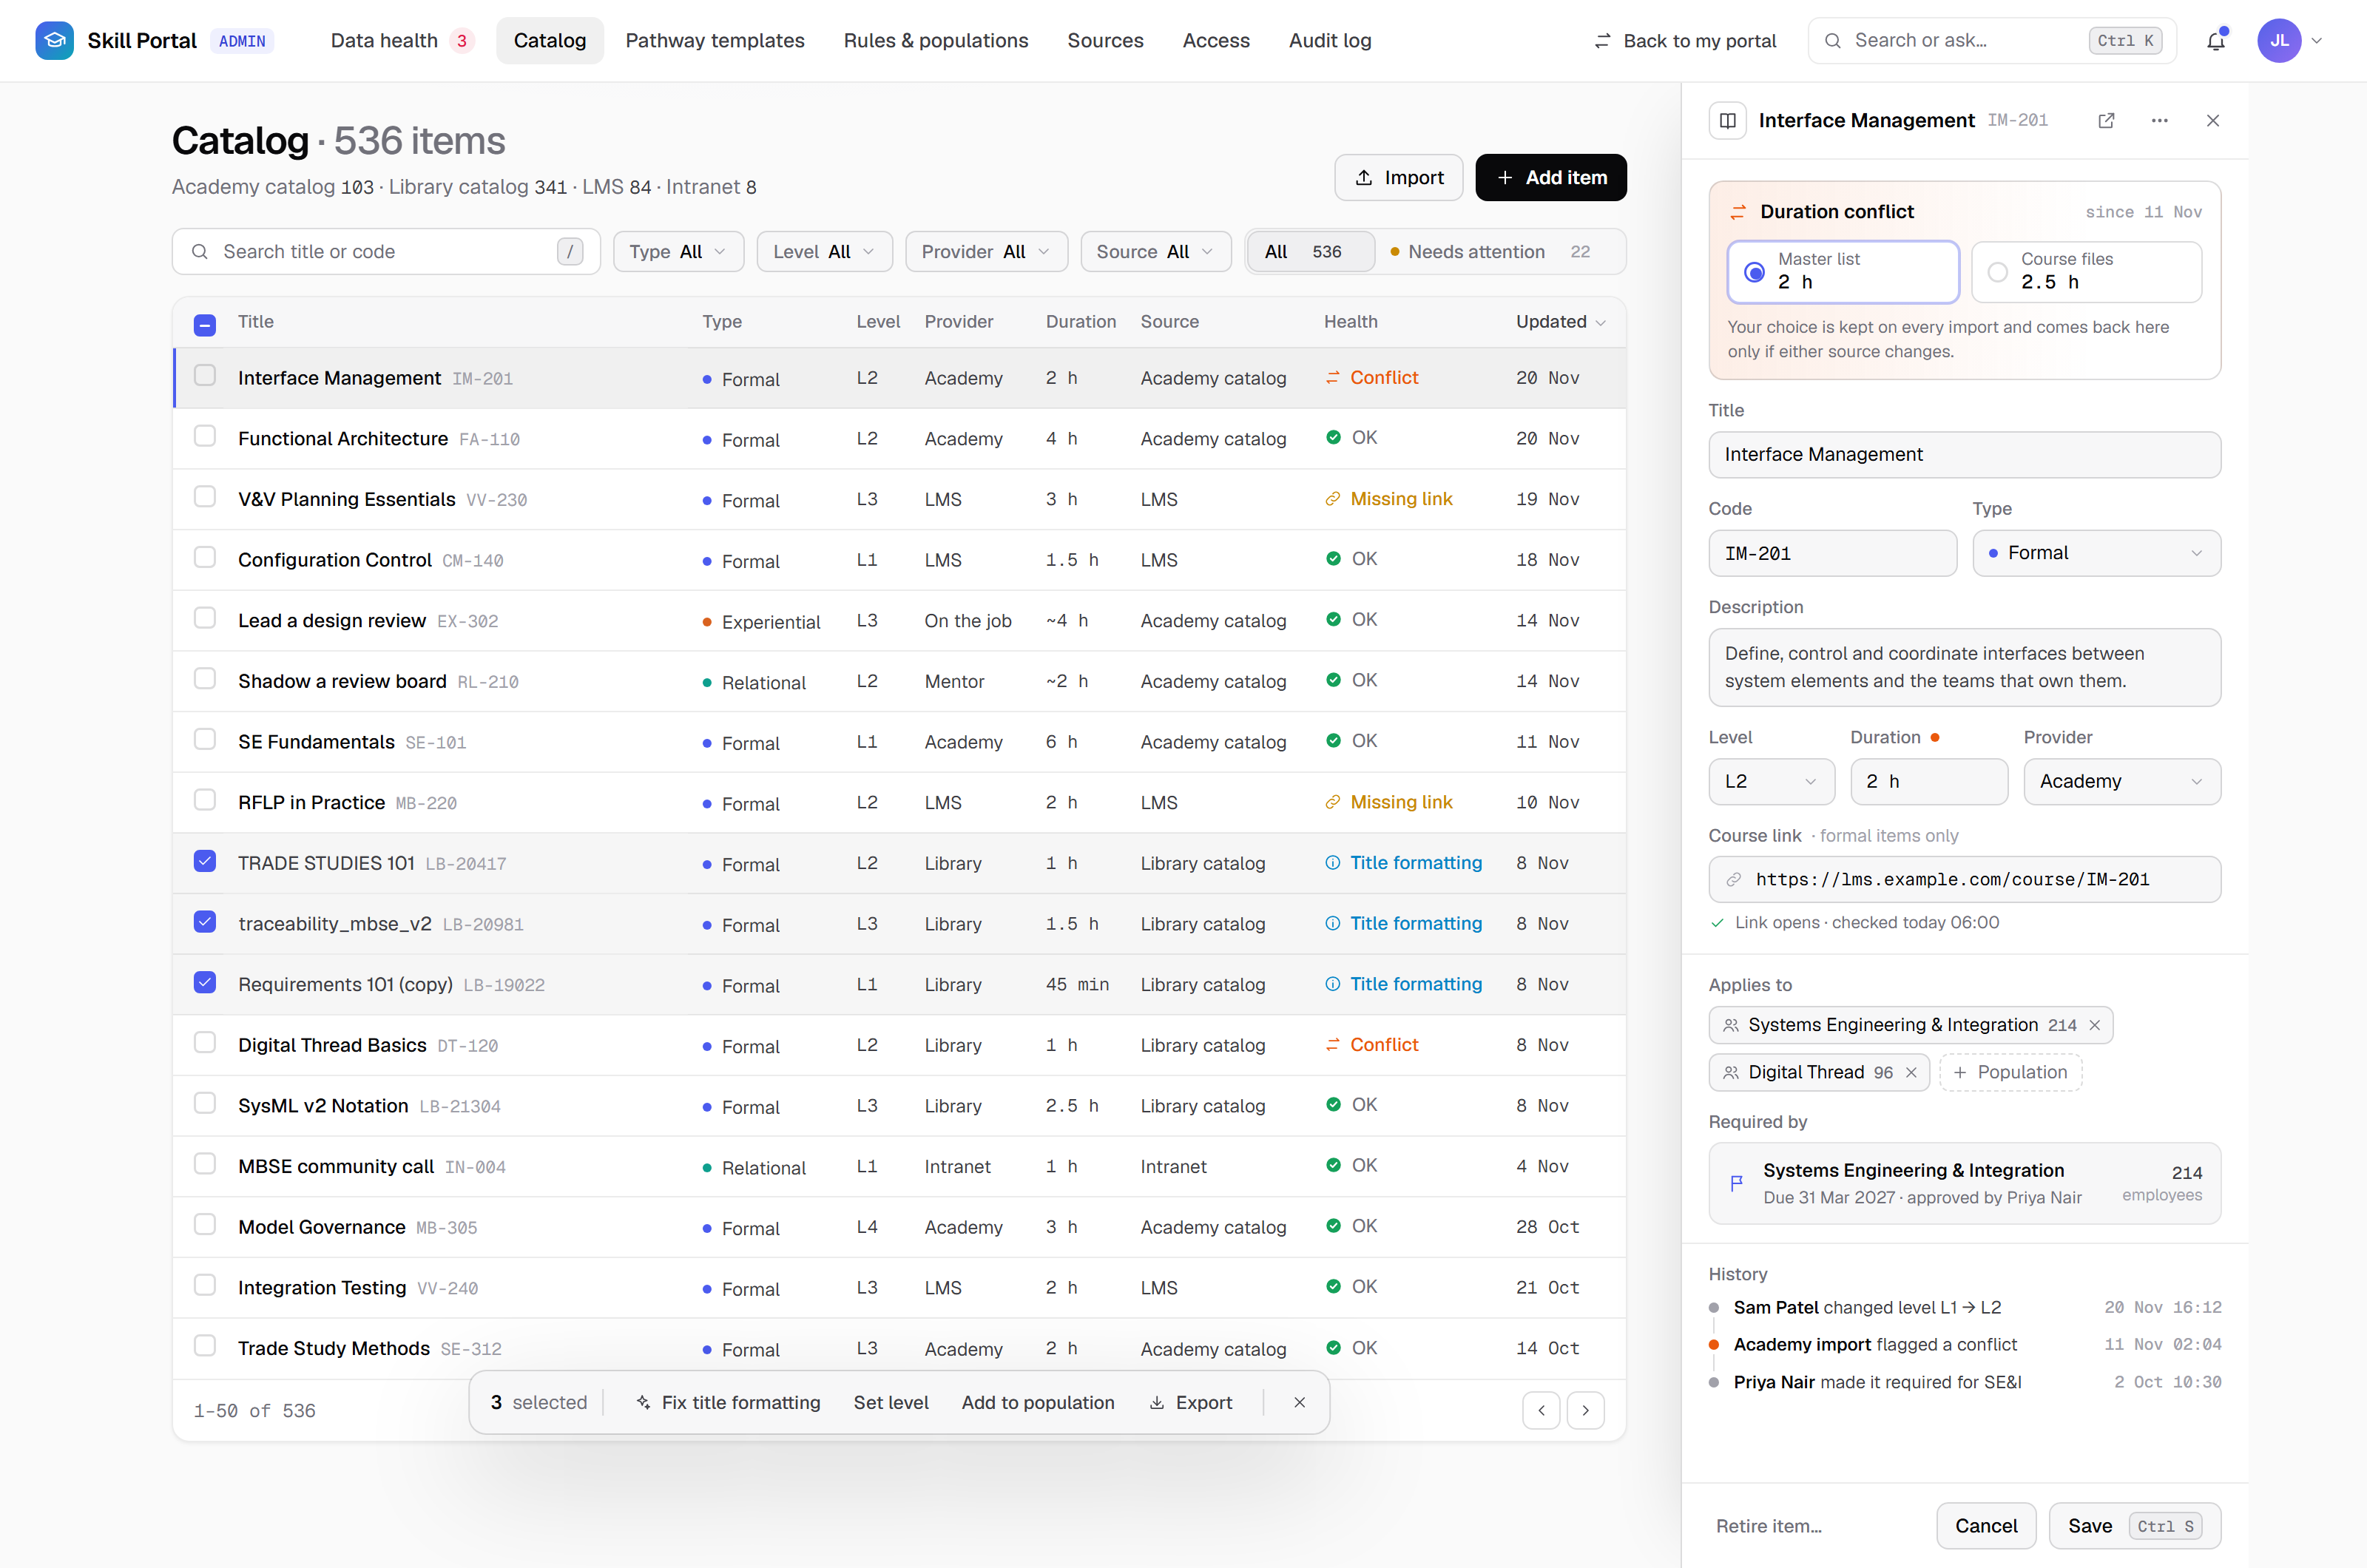 Skill Portal ADMIN Data health 3 Catalog Pathway templates Rules & populations Sources Access Audit log Back to my portal Search or ask... Ctrl K JL
Catalog · 536 items
Academy catalog 103 · Library catalog 341 · LMS 84 · Intranet 8
Import + Add item
Search title or code / Type All Level All Provider All Source All All 536 Needs attention 22
Title Type Level Provider Duration Source Health Updated
Interface Management IM-201 Formal L2 Academy 2 h Academy catalog Conflict 20 Nov
Functional Architecture FA-110 Formal L2 Academy 4 h Academy catalog OK 20 Nov
V&V Planning Essentials VV-230 Formal L3 LMS 3 h LMS Missing link 19 Nov
Configuration Control CM-140 Formal L1 LMS 1.5 h LMS OK 18 Nov
Lead a design review EX-302 Experiential L3 On the job ~4 h Academy catalog OK 14 Nov
Shadow a review board RL-210 Relational L2 Mentor ~2 h Academy catalog OK 14 Nov
SE Fundamentals SE-101 Formal L1 Academy 6 h Academy catalog OK 11 Nov
RFLP in Practice MB-220 Formal L2 LMS 2 h LMS Missing link 10 Nov
TRADE STUDIES 101 LB-20417 Formal L2 Library 1 h Library catalog Title formatting 8 Nov
traceability_mbse_v2 LB-20981 Formal L3 Library 1.5 h Library catalog Title formatting 8 Nov
Requirements 101 (copy) LB-19022 Formal L1 Library 45 min Library catalog Title formatting 8 Nov
Digital Thread Basics DT-120 Formal L2 Library 1 h Library catalog Conflict 8 Nov
SysML v2 Notation LB-21304 Formal L3 Library 2.5 h Library catalog OK 8 Nov
MBSE community call IN-004 Relational L1 Intranet 1 h Intranet OK 4 Nov
Model Governance MB-305 Formal L4 Academy 3 h Academy catalog OK 28 Oct
Integration Testing VV-240 Formal L3 LMS 2 h LMS OK 21 Oct
Trade Study Methods SE-312 Formal L3 Academy 2 h Academy catalog OK 14 Oct
1-50 of 536
3 selected Fix title formatting Set level Add to population Export
Interface Management IM-201
Duration conflict since 11 Nov
Master list Course files
2 h 2.5 h
Your choice is kept on every import and comes back here
only if either source changes.
Title
Interface Management
Code Type
IM-201 Formal
Description
Define, control and coordinate interfaces between
system elements and the teams that own them.
Level Duration Provider
L2 2 h Academy
Course link · formal items only
https://lms.example.com/course/IM-201
Link opens · checked today 06:00
Applies to
Systems Engineering & Integration 214
Digital Thread 96 + Population
Required by
Systems Engineering & Integration 214
Due 31 Mar 2027 · approved by Priya Nair employees
History
Sam Patel changed level L1 → L2 20 Nov 16:12
Academy import flagged a conflict 11 Nov 02:04
Priya Nair made it required for SE&I 2 Oct 10:30
Retire item... Cancel Save Ctrl S